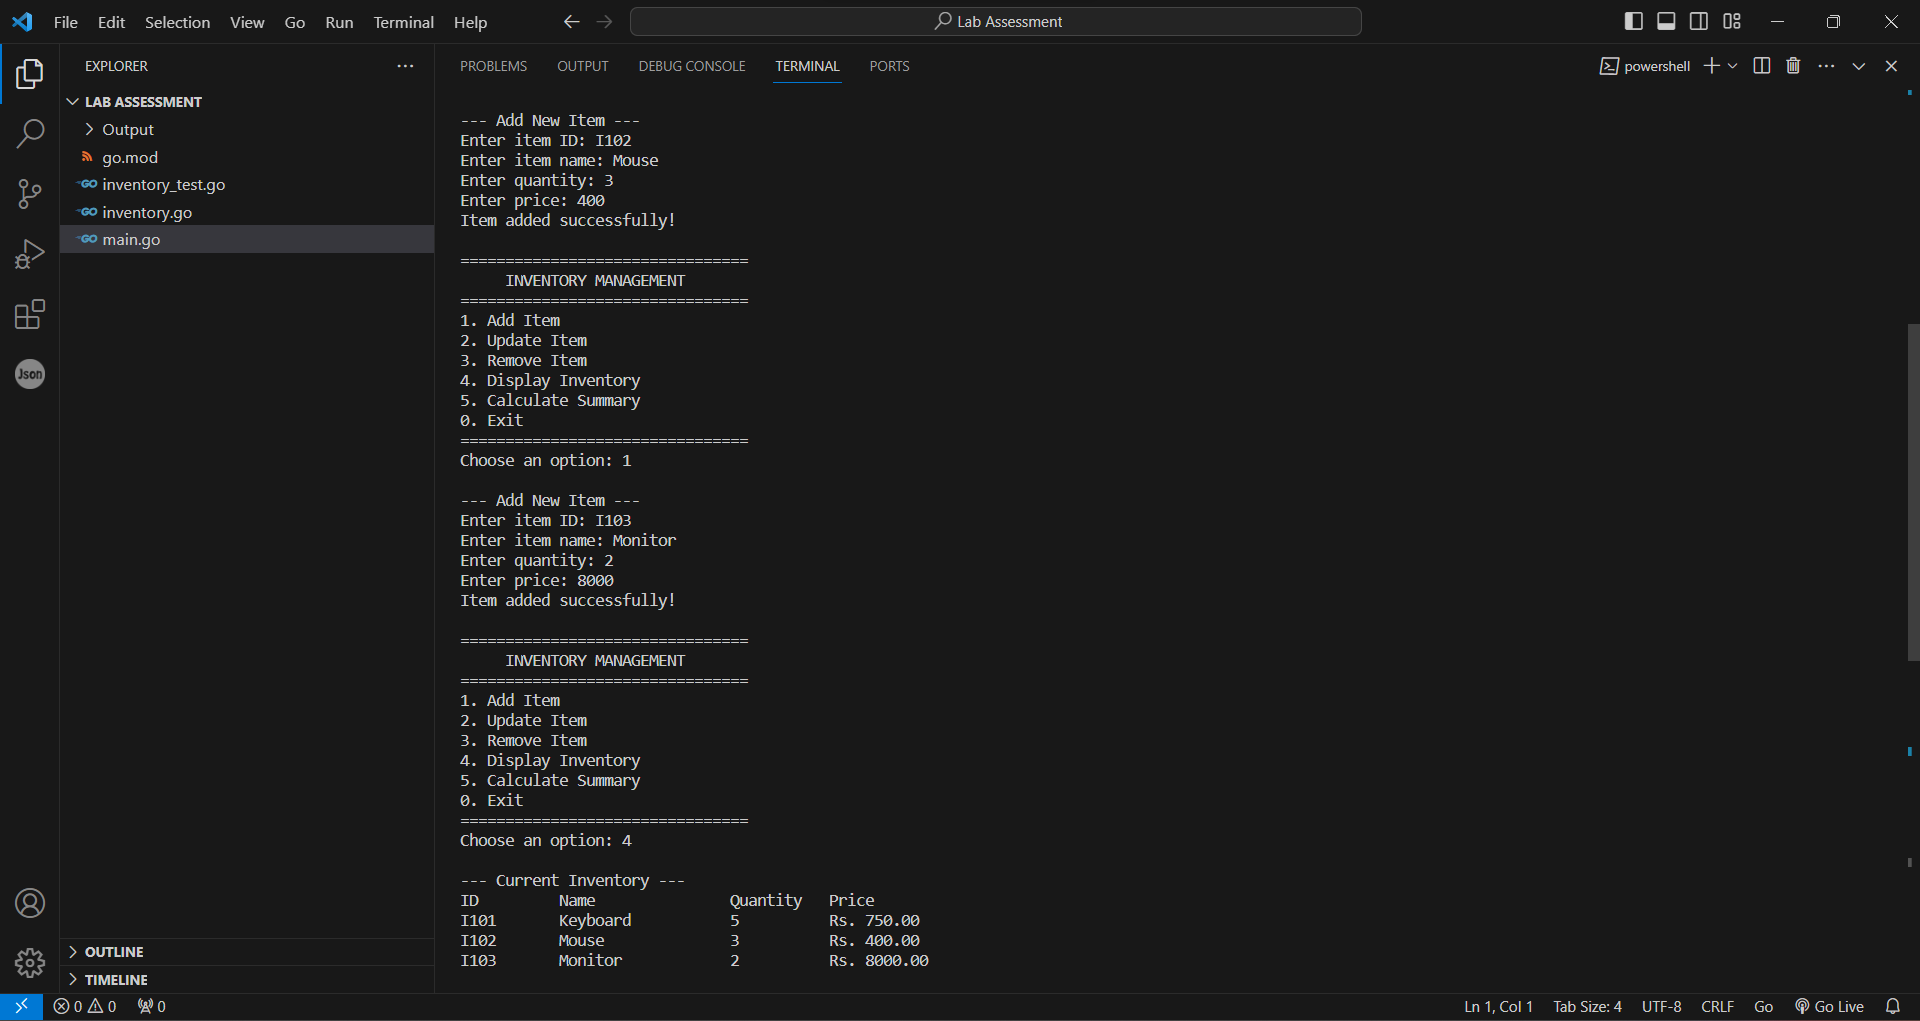 File Edit Selection View Go Run Terminal Help
Lab Assessment
EXPLORER
LAB ASSESSMENT
Output
go.mod
GO inventory_test.go
GO inventory.go
GO main.go
Json
OUTLINE
TIMELINE
PROBLEMS OUTPUT DEBUG CONSOLE TERMINAL PORTS
powershell
--- Add New Item ---
Enter item ID: I102
Enter item name: Mouse
Enter quantity: 3
Enter price: 400
Item added successfully!
================================
INVENTORY MANAGEMENT
================================
1. Add Item
2. Update Item
3. Remove Item
4. Display Inventory
5. Calculate Summary
0. Exit
================================
Choose an option: 1
--- Add New Item ---
Enter item ID: I103
Enter item name: Monitor
Enter quantity: 2
Enter price: 8000
Item added successfully!
================================
INVENTORY MANAGEMENT
================================
1. Add Item
2. Update Item
3. Remove Item
4. Display Inventory
5. Calculate Summary
0. Exit
================================
Choose an option: 4
--- Current Inventory ---
ID Name Quantity Price
I101 Keyboard 5 Rs. 750.00
I102 Mouse 3 Rs. 400.00
I103 Monitor 2 Rs. 8000.00
0 0 0
Ln 1, Col 1 Tab Size: 4 UTF-8 CRLF Go Go Live